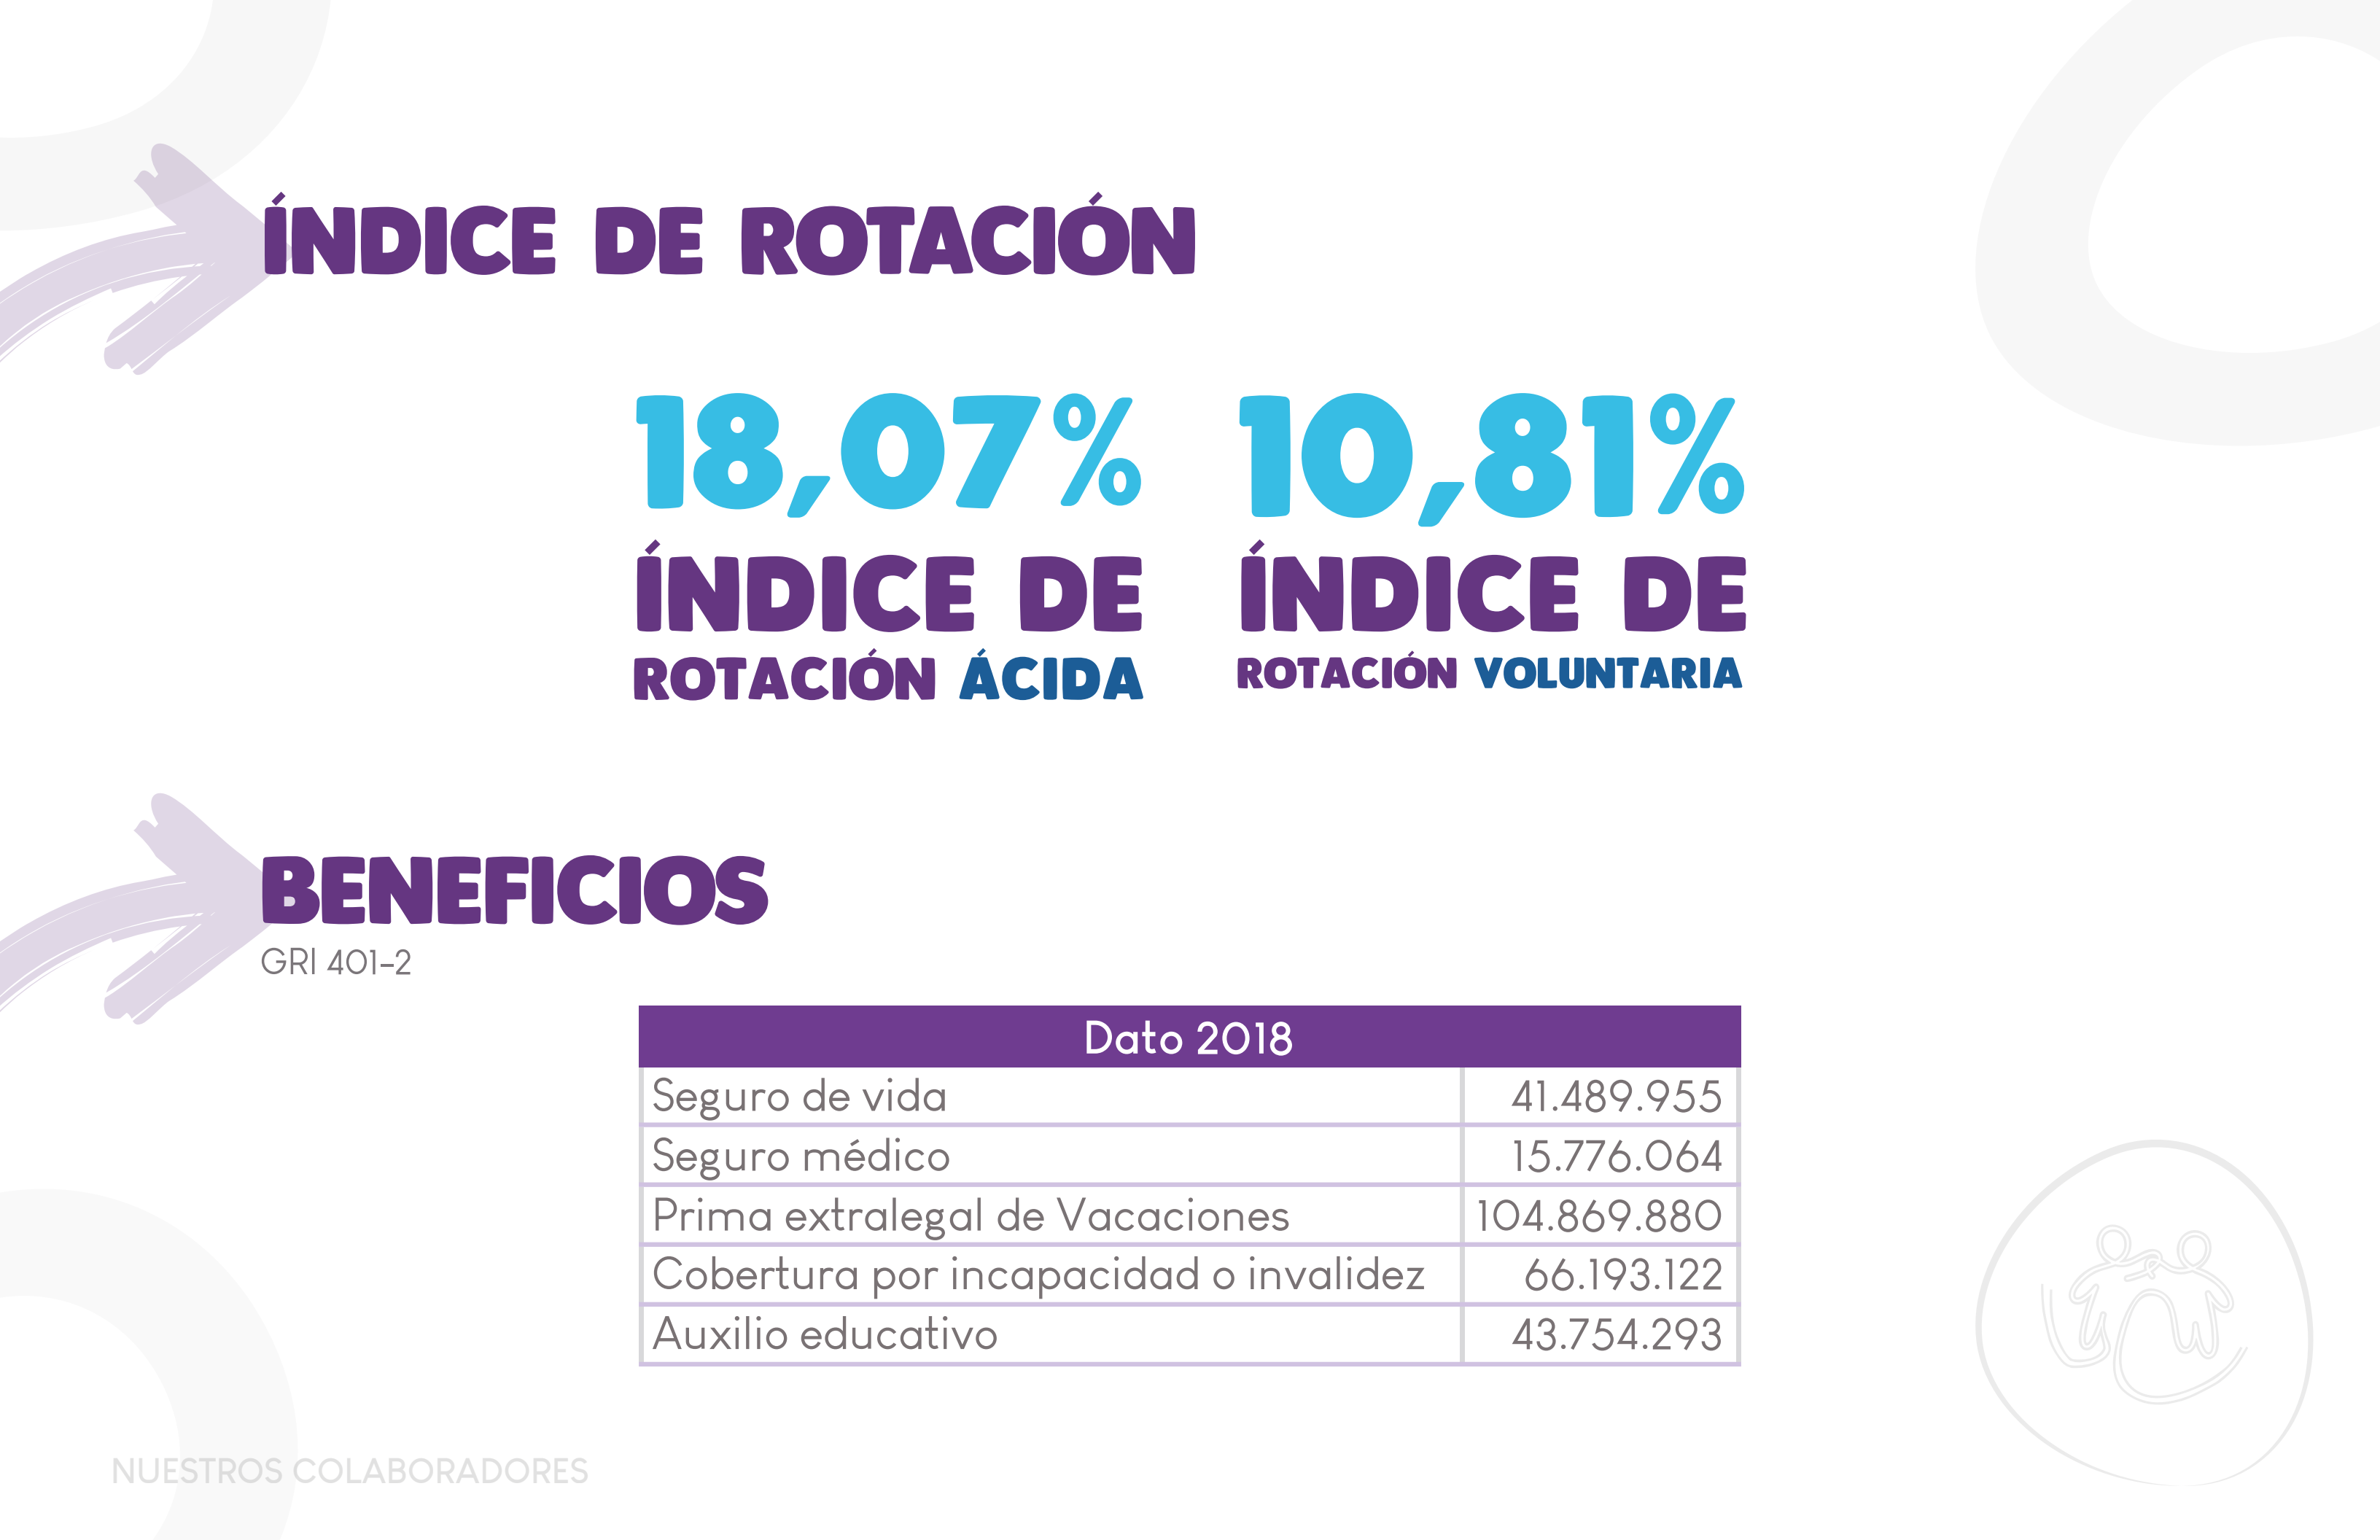 ÍNDICE DE ROTACIÓN
18,07%
ÍNDICE DE
ROTACIÓN ÁCIDA
10,81%
ÍNDICE DE
ROTACIÓN VOLUNTARIA
BENEFICIOS
GRI 401-2
Dato 2018
Seguro de vida 41.489.955
Seguro médico 15.776.064
Prima extralegal de Vacaciones 104.869.880
Cobertura por incapacidad o invalidez 66.193.122
Auxilio educativo 43.754.293
NUESTROS COLABORADORES